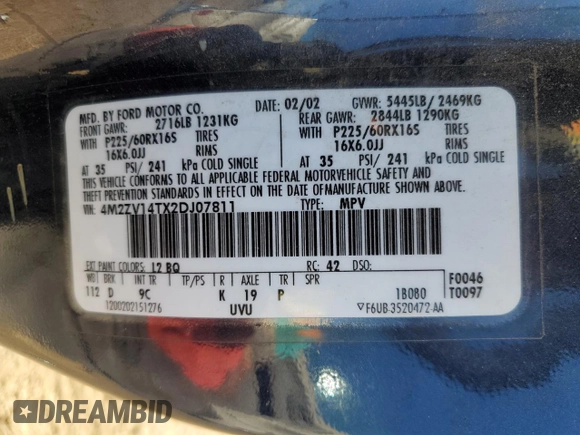 MFD. BY FORD MOTOR CO.
DATE: 02/02 GVWR: 5445LB/ 2469KG
FRONT GAWR: 2716LB 1231KG REAR GAWR: 2844LB 1290KG
WITH P225/60RX16S TIRES WITH P225/60RX16S TIRES
16X6.0JJ RIMS 16X6.0JJ RIMS
AT 35 PSI/ 241 kPa COLD SINGLE AT 35 PSI/ 241 kPa COLD SINGLE
THIS VEHICLE CONFORMS TO ALL APPLICABLE FEDERAL MOTOR VEHICLE
SAFETY STANDARDS IN EFFECT ON THE DATE OF MANUFACTURE SHOWN ABOVE.
VIN: 4M2ZV14TX2DJ07811 TYPE: MPV
EXT PAINT COLORS: 12 BQ RC: 42 DSO:
WB BRK INT TR TP/PS R AXLE TR SPR F0046
112 D 9C K 19 P 1B080 T0097
1200202151276 UVU ▽F6UB-3520472-AA
DREAMBID